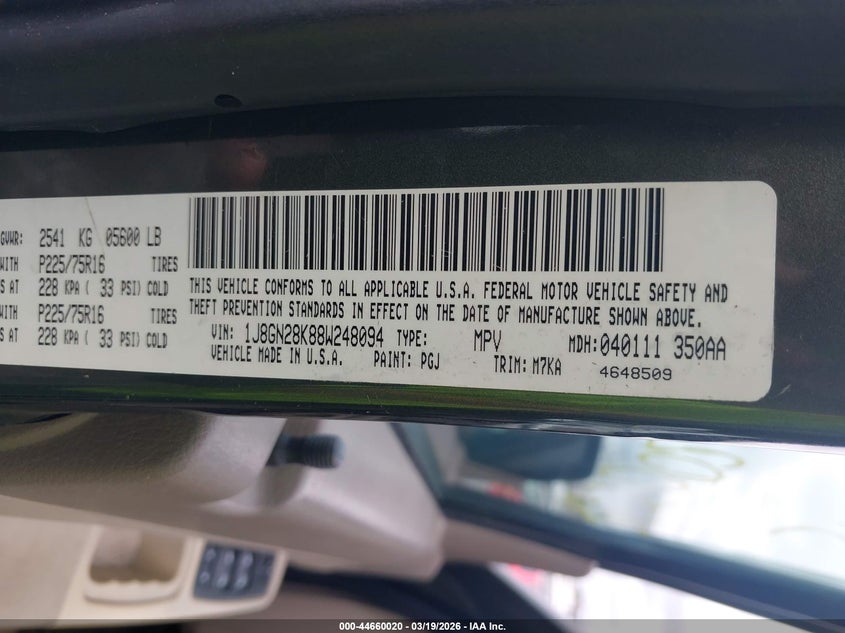 GVWR: 2541 KG 05600 LB
WITH P225/75R16 TIRES
S AT 228 KPA ( 33 PSI) COLD
WITH P225/75R16 TIRES
S AT 228 KPA ( 33 PSI) COLD
THIS VEHICLE CONFORMS TO ALL APPLICABLE U.S.A. FEDERAL MOTOR VEHICLE SAFETY AND
THEFT PREVENTION STANDARDS IN EFFECT ON THE DATE OF MANUFACTURE SHOWN ABOVE.
VIN: 1J8GN28K88W248094 TYPE: MPV MDH: 040111 350AA
VEHICLE MADE IN U.S.A. PAINT: PGJ TRIM: M7KA 4648509
000-44660020 — 03/19/2026 — IAA Inc.